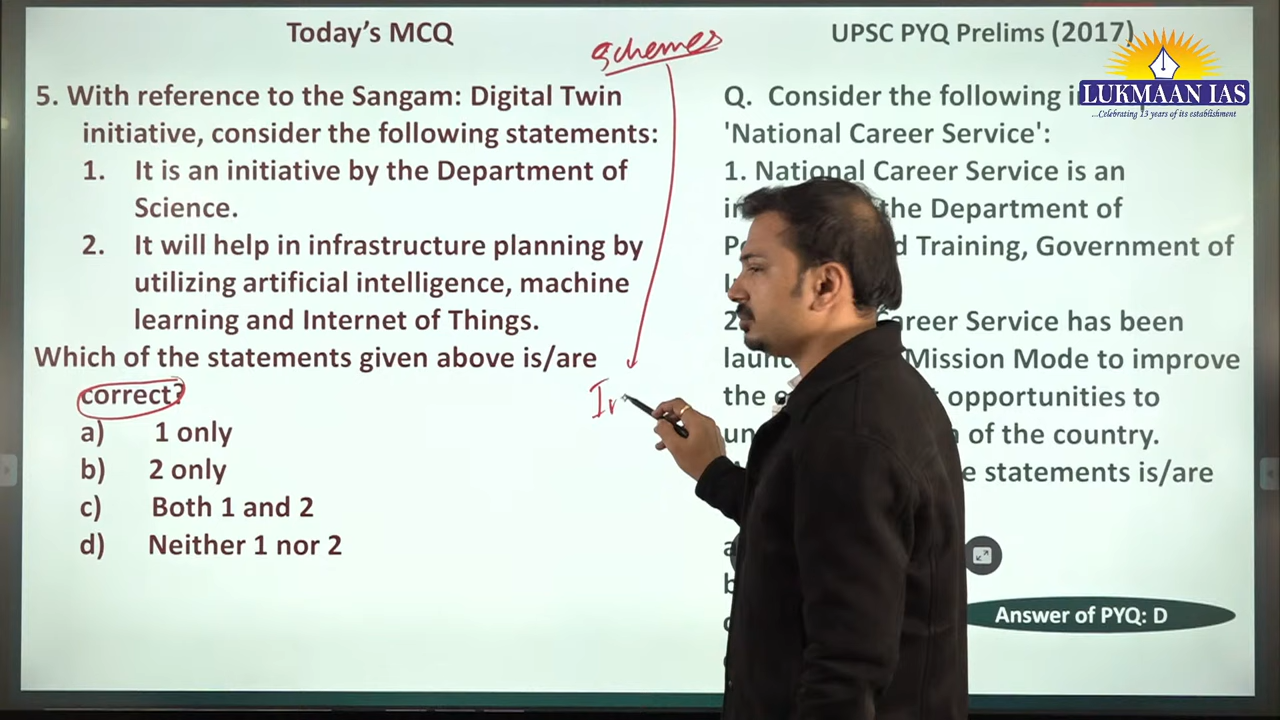 Today's MCQ
schemes
UPSC PYQ Prelims (2017)
LUKMAAN IAS
...Celebrating 13 years of its establishment
5. With reference to the Sangam: Digital Twin
initiative, consider the following statements:
1. It is an initiative by the Department of
Science.
2. It will help in infrastructure planning by
utilizing artificial intelligence, machine
learning and Internet of Things.
Which of the statements given above is/are
correct?
a) 1 only
b) 2 only
c) Both 1 and 2
d) Neither 1 nor 2
Q. Consider the following
'National Career Service':
1. National Career Service is an
the Department of
Training, Government of
2. Career Service has been
Mission Mode to improve
the opportunities to
of the country.
statements is/are
Answer of PYQ: D